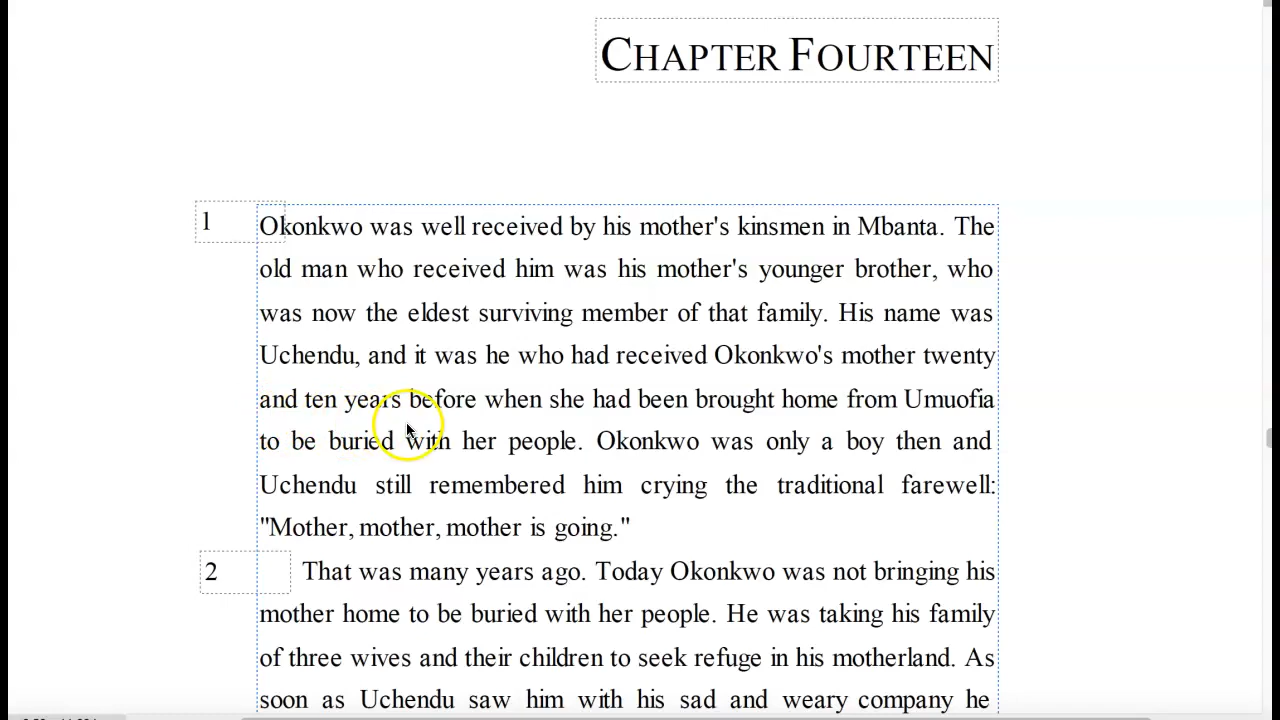 CHAPTER FOURTEEN
1
Okonkwo was well received by his mother's kinsmen in Mbanta. The
old man who received him was his mother's younger brother, who
was now the eldest surviving member of that family. His name was
Uchendu, and it was he who had received Okonkwo's mother twenty
and ten years before when she had been brought home from Umuofia
to be buried with her people. Okonkwo was only a boy then and
Uchendu still remembered him crying the traditional farewell:
"Mother, mother, mother is going."
2
That was many years ago. Today Okonkwo was not bringing his
mother home to be buried with her people. He was taking his family
of three wives and their children to seek refuge in his motherland. As
soon as Uchendu saw him with his sad and weary company he